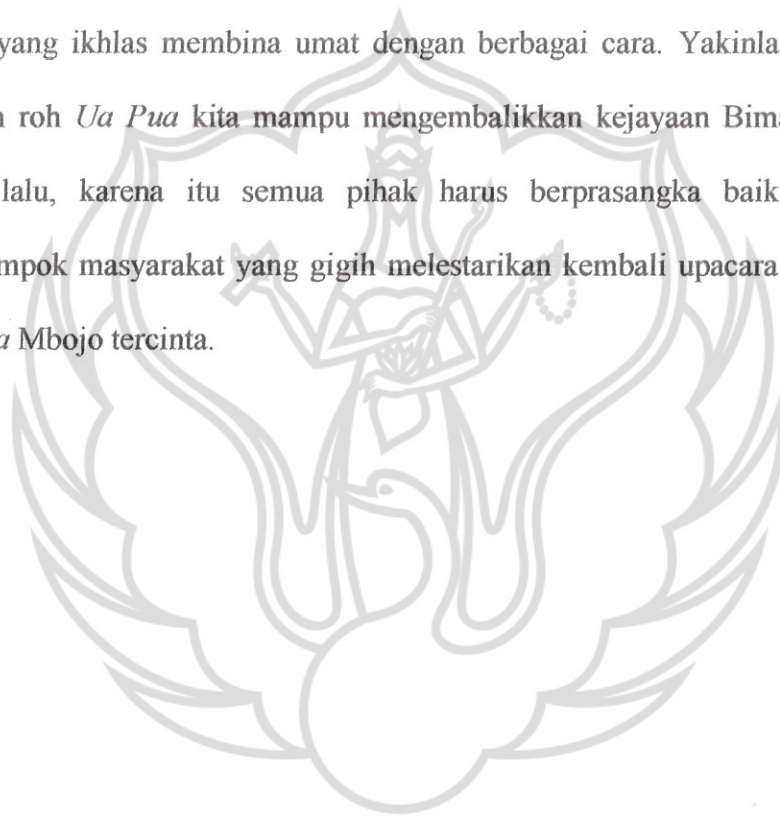 yang ikhlas membina umat dengan berbagai cara. Yakinla
roh Ua Pua kita mampu mengembalikkan kejayaan Bima
lalu, karena itu semua pihak harus berprasangka baik
mpok masyarakat yang gigih melestarikan kembali upacara
a Mbojo tercinta.